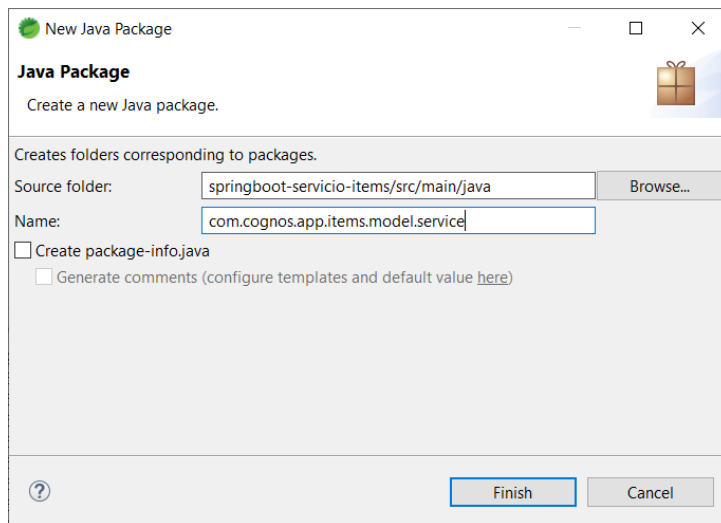 New Java Package
Java Package
Create a new Java package.
Creates folders corresponding to packages.
Source folder: springboot-servicio-items/src/main/java Browse...
Name: com.cognos.app.items.model.service
Create package-info.java
Generate comments (configure templates and default value here)
? Finish Cancel